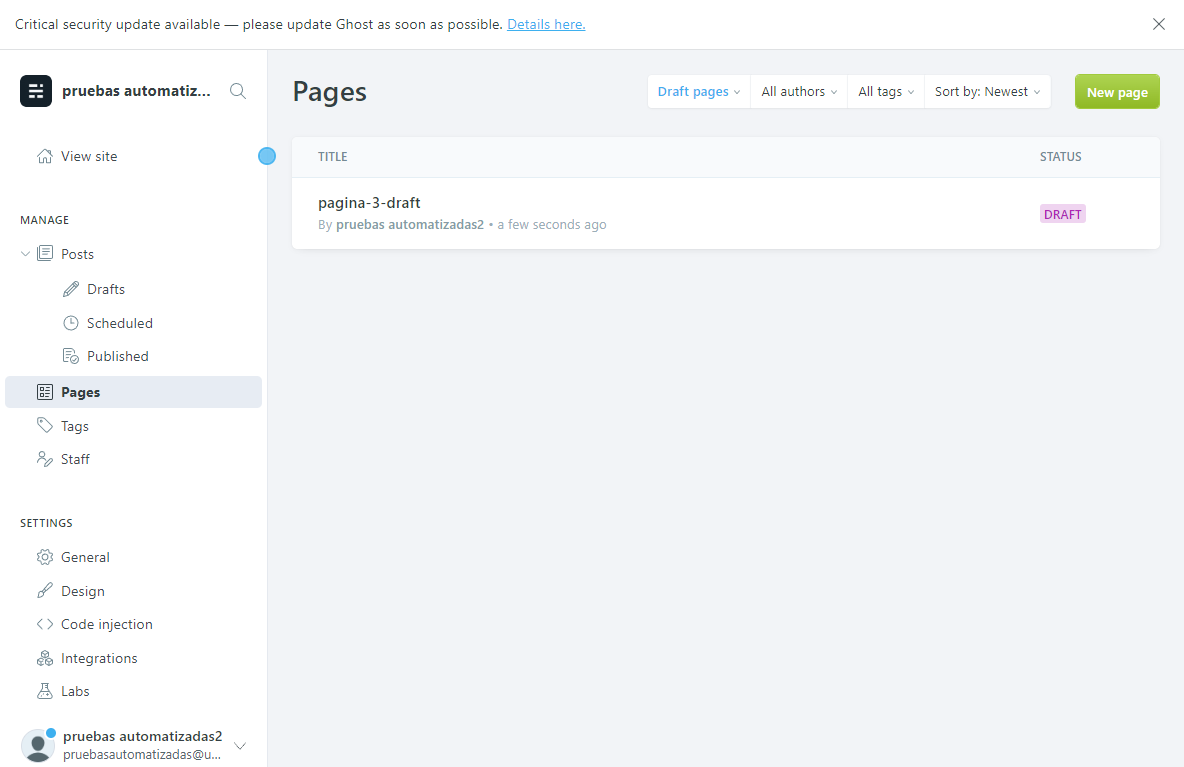 Critical security update available — please update Ghost as soon as possible. Details here.
pruebas automatiz...
View site
MANAGE
Posts
Drafts
Scheduled
Published
Pages
Tags
Staff
SETTINGS
General
Design
Code injection
Integrations
Labs
pruebas automatizadas2
pruebasautomatizadas@u...
Pages
Draft pages All authors All tags Sort by: Newest New page
TITLE STATUS
pagina-3-draft
By pruebas automatizadas2 • a few seconds ago
DRAFT